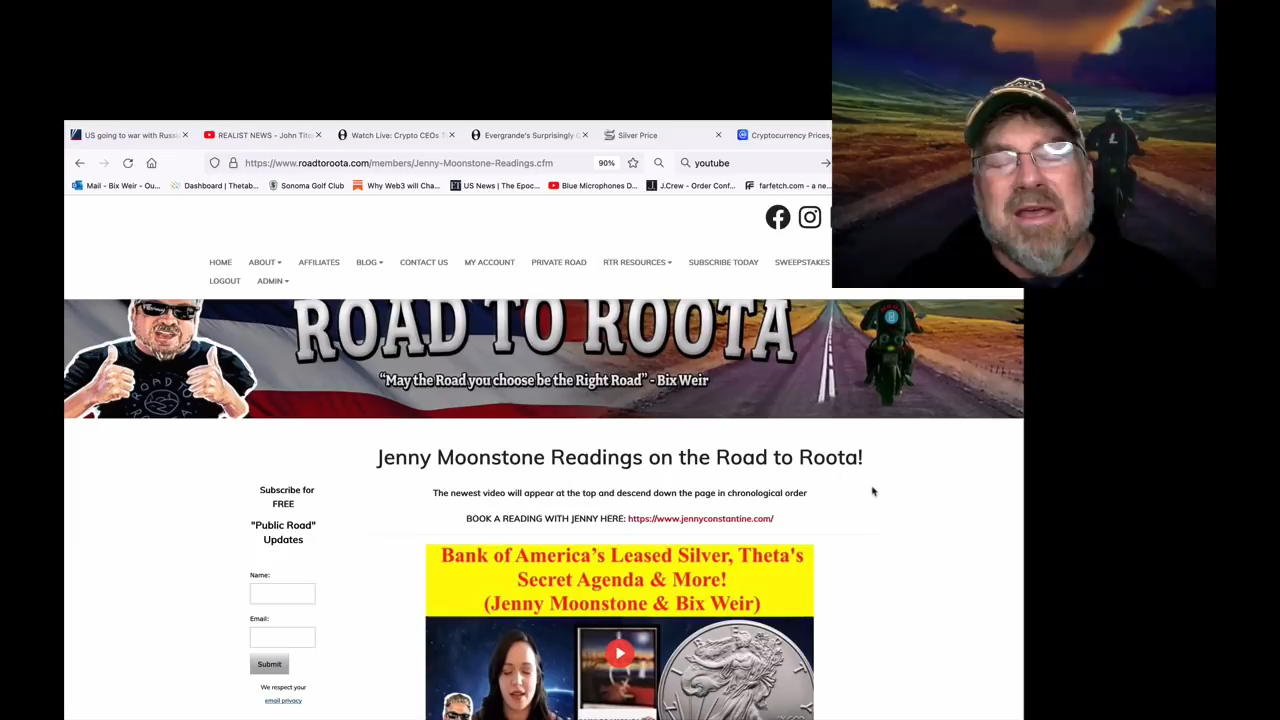 US going to war with Russi
REALIST NEWS - John Tito
Watch Live: Crypto CEOs T
Evergrande's Surprisingly C
Silver Price
Cryptocurrency Prices,
https://www.roadtoroota.com/members/Jenny-Moonstone-Readings.cfm
90%
youtube
Mail - Bix Weir - Ou...
Dashboard | Thetab...
Sonoma Golf Club
Why Web3 will Cha...
US News | The Epoc...
Blue Microphones D...
J.Crew - Order Conf...
farfetch.com - a ne...
HOME ABOUT AFFILIATES BLOG CONTACT US MY ACCOUNT PRIVATE ROAD RTR RESOURCES SUBSCRIBE TODAY SWEEPSTAKES
LOGOUT ADMIN
ROAD TO ROOTA
"May the Road you choose be the Right Road" - Bix Weir
Jenny Moonstone Readings on the Road to Roota!
The newest video will appear at the top and descend down the page in chronological order
BOOK A READING WITH JENNY HERE: https://www.jennyconstantine.com/
Subscribe for
FREE
"Public Road"
Updates
Name:
Email:
Submit
We respect your
email privacy
Bank of America's Leased Silver, Theta's
Secret Agenda & More!
(Jenny Moonstone & Bix Weir)